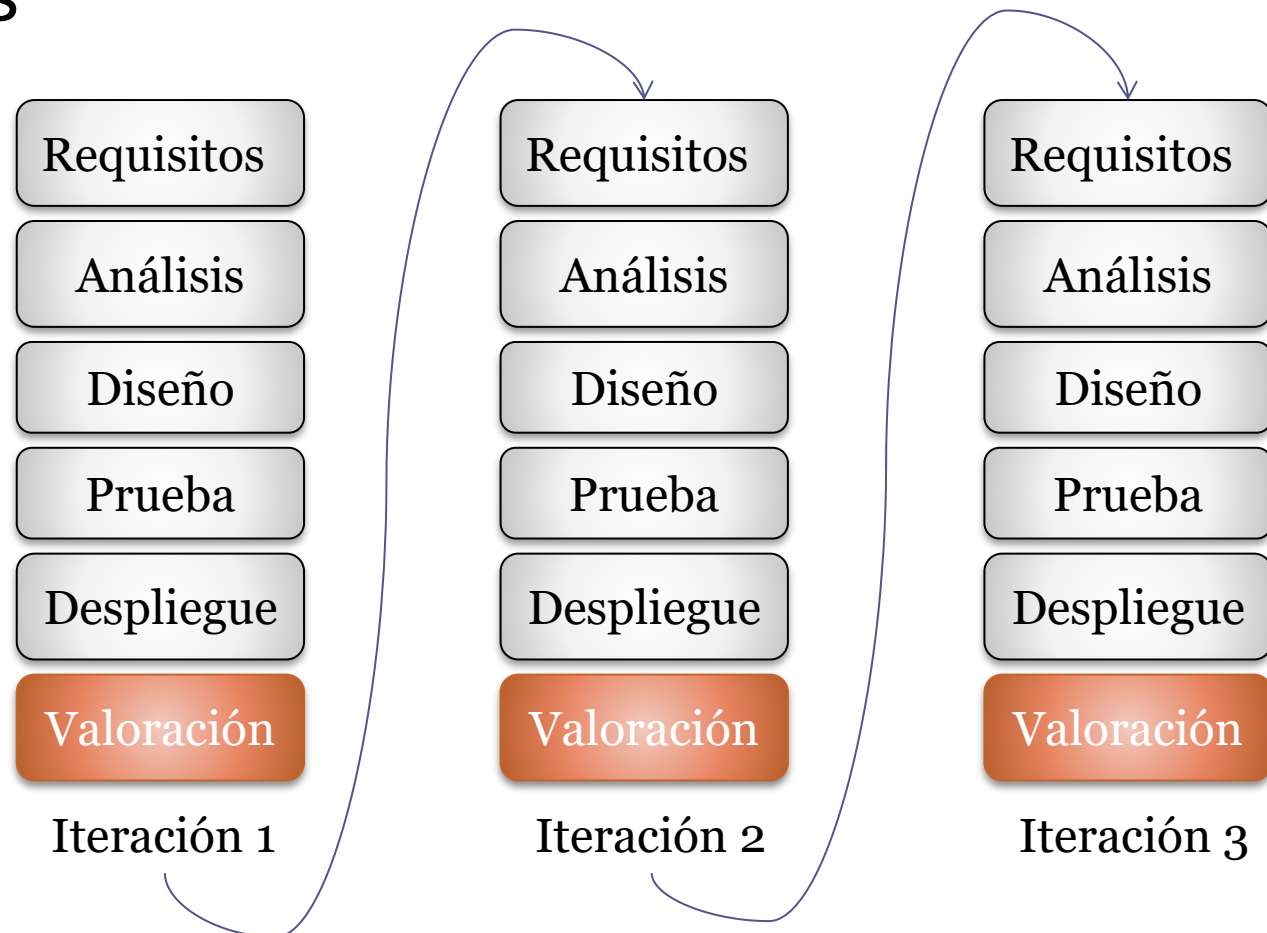 Requisitos
Análisis
Diseño
Prueba
Despliegue
Valoración
Iteración 1
Requisitos
Análisis
Diseño
Prueba
Despliegue
Valoración
Iteración 2
Requisitos
Análisis
Diseño
Prueba
Despliegue
Valoración
Iteración 3